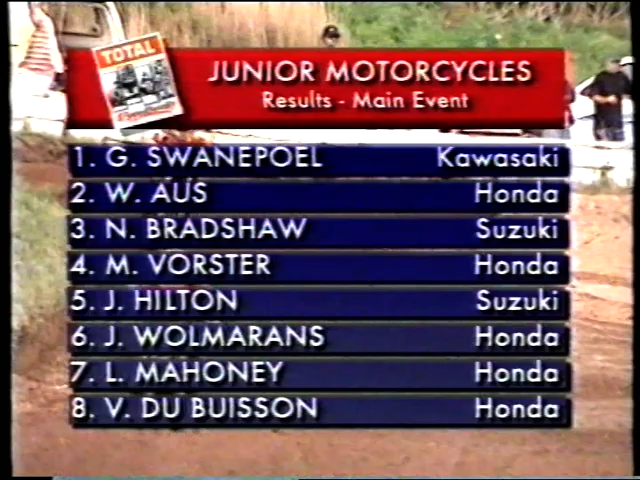 TOTAL
JUNIOR MOTORCYCLES
Results - Main Event
1. G. SWANEPOEL Kawasaki
2. W. AUS Honda
3. N. BRADSHAW Suzuki
4. M. VORSTER Honda
5. J. HILTON Suzuki
6. J. WOLMARANS Honda
7. L. MAHONEY Honda
8. V. DU BUISSON Honda